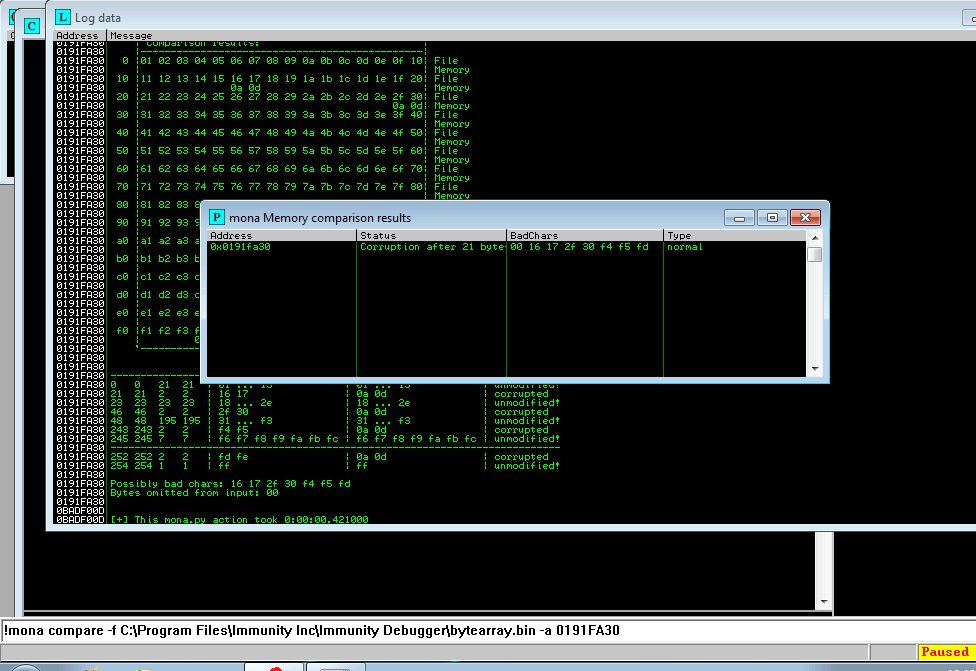 Log data
Address Message
0191FA30 Comparison results:
0191FA30
0191FA30 0 01 02 03 04 05 06 07 08 09 0a 0b 0c 0d 0e 0f 10 File
0191FA30 Memory
0191FA30 10 11 12 13 14 15 16 17 18 19 1a 1b 1c 1d 1e 1f 20 File
0191FA30 0a 0d Memory
0191FA30 20 21 22 23 24 25 26 27 28 29 2a 2b 2c 2d 2e 2f 30 File
0191FA30 0a 0d Memory
0191FA30 30 31 32 33 34 35 36 37 38 39 3a 3b 3c 3d 3e 3f 40 File
0191FA30 Memory
0191FA30 40 41 42 43 44 45 46 47 48 49 4a 4b 4c 4d 4e 4f 50 File
0191FA30 Memory
0191FA30 50 51 52 53 54 55 56 57 58 59 5a 5b 5c 5d 5e 5f 60 File
0191FA30 Memory
0191FA30 60 61 62 63 64 65 66 67 68 69 6a 6b 6c 6d 6e 6f 70 File
0191FA30 Memory
0191FA30 70 71 72 73 74 75 76 77 78 79 7a 7b 7c 7d 7e 7f 80 File
0191FA30 Memory
0191FA30 80 81 82 83
0191FA30
0191FA30 90 91 92 93
0191FA30
0191FA30 a0 a1 a2 a3
0191FA30
0191FA30 b0 b1 b2 b3
0191FA30
0191FA30 c0 c1 c2 c3
0191FA30
0191FA30 d0 d1 d2 d3
0191FA30
0191FA30 e0 e1 e2 e3
0191FA30
0191FA30 f0 f1 f2 f3
0191FA30
0191FA30
0191FA30
0191FA30
0191FA30
mona Memory comparison results
Address Status BadChars Type
0x0191fa30 Corruption after 21 byte 00 16 17 2f 30 f4 f5 fd normal
0191FA30 0 0 21 21 01 ... 15 01 ... 15 unmodified!
0191FA30 21 21 2 2 16 17 0a 0d corrupted
0191FA30 23 23 23 23 18 ... 2e 18 ... 2e unmodified!
0191FA30 46 46 2 2 2f 30 0a 0d corrupted
0191FA30 48 48 195 195 31 ... f3 31 ... f3 unmodified!
0191FA30 243 243 2 2 f4 f5 0a 0d corrupted
0191FA30 245 245 7 7 f6 f7 f8 f9 fa fb fc f6 f7 f8 f9 fa fb fc unmodified!
0191FA30
0191FA30 252 252 2 2 fd fe 0a 0d corrupted
0191FA30 254 254 1 1 ff ff unmodified!
0191FA30
0191FA30 Possibly bad chars: 16 17 2f 30 f4 f5 fd
0191FA30 Bytes omitted from input: 00
0191FA30
0BADF00D
0BADF00D [+] This mona.py action took 0:00:00.421000
!mona compare -f C:\Program Files\Immunity Inc\Immunity Debugger\bytearray.bin -a 0191FA30
Paused